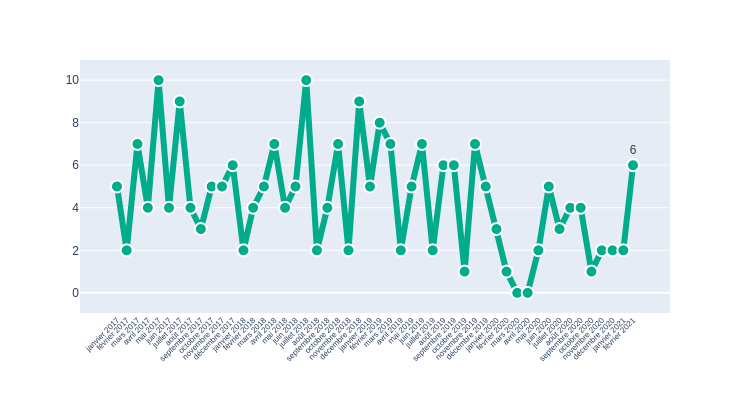 10
8
6
4
2
0
6
janvier 2017
février 2017
mars 2017
avril 2017
mai 2017
juin 2017
juillet 2017
août 2017
septembre 2017
octobre 2017
novembre 2017
décembre 2017
janvier 2018
février 2018
mars 2018
avril 2018
mai 2018
juin 2018
juillet 2018
août 2018
septembre 2018
octobre 2018
novembre 2018
décembre 2018
janvier 2019
février 2019
mars 2019
avril 2019
mai 2019
juin 2019
juillet 2019
août 2019
septembre 2019
octobre 2019
novembre 2019
décembre 2019
janvier 2020
février 2020
mars 2020
avril 2020
mai 2020
juin 2020
juillet 2020
août 2020
septembre 2020
octobre 2020
novembre 2020
décembre 2020
janvier 2021
février 2021